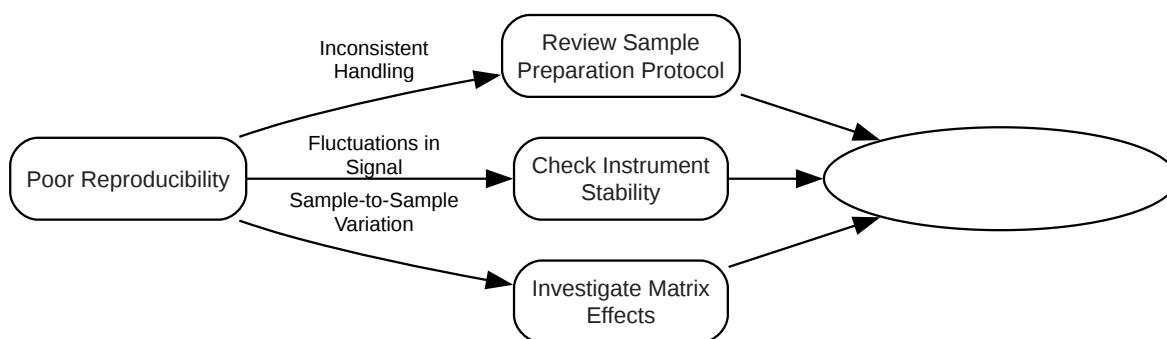 Poor Reproducibility
Inconsistent
Handling
Review Sample
Preparation Protocol
Fluctuations in
Signal
Check Instrument
Stability
Sample-to-Sample
Variation
Investigate Matrix
Effects